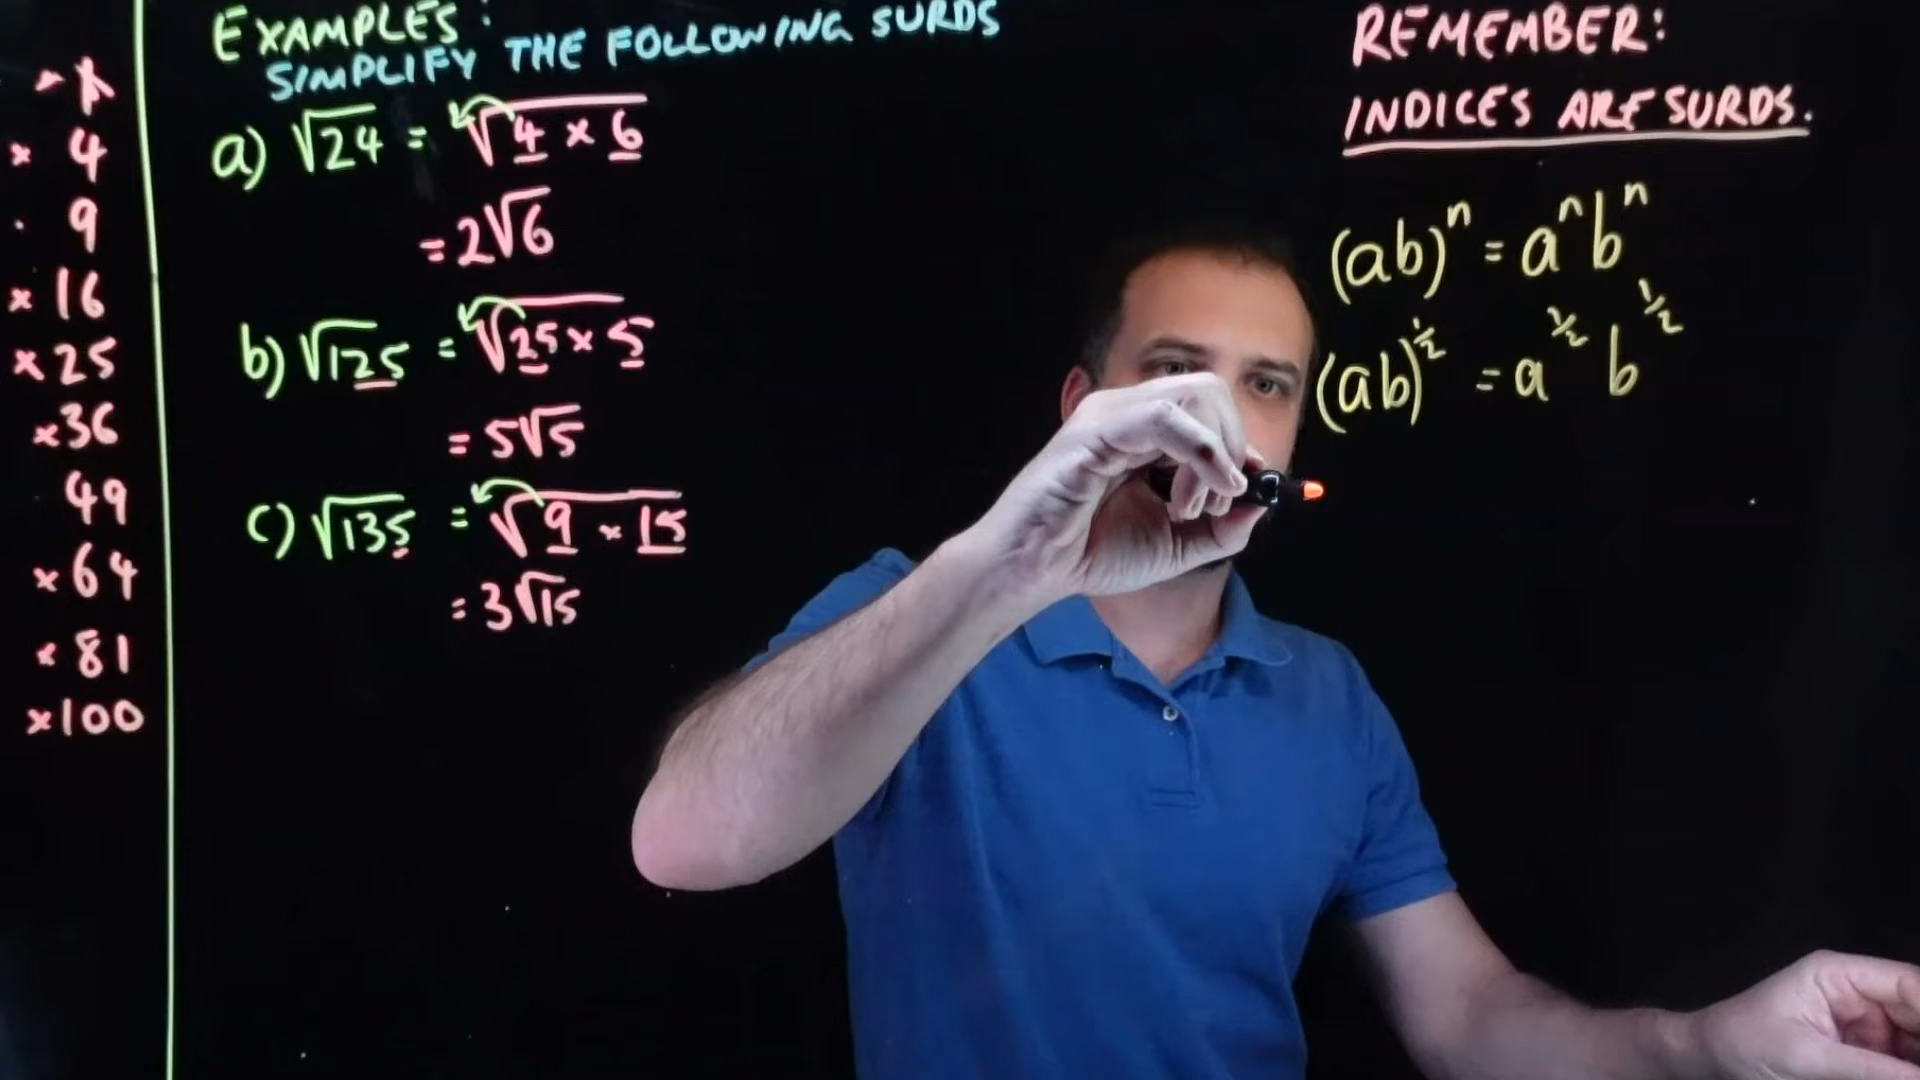 × 4
9
× 16
× 25
×36
49
×64
× 81
×100
EXAMPLES:
SIMPLIFY THE FOLLOWING SURDS
a) √24 = √4 × 6
= 2√6
b) √125 = √25 × 5
= 5√5
c) √135 = √9 × 15
= 3√15
REMEMBER:
INDICES ARE SURDS.
(ab)ⁿ = aⁿbⁿ
(ab)^½ = a^½ b^½